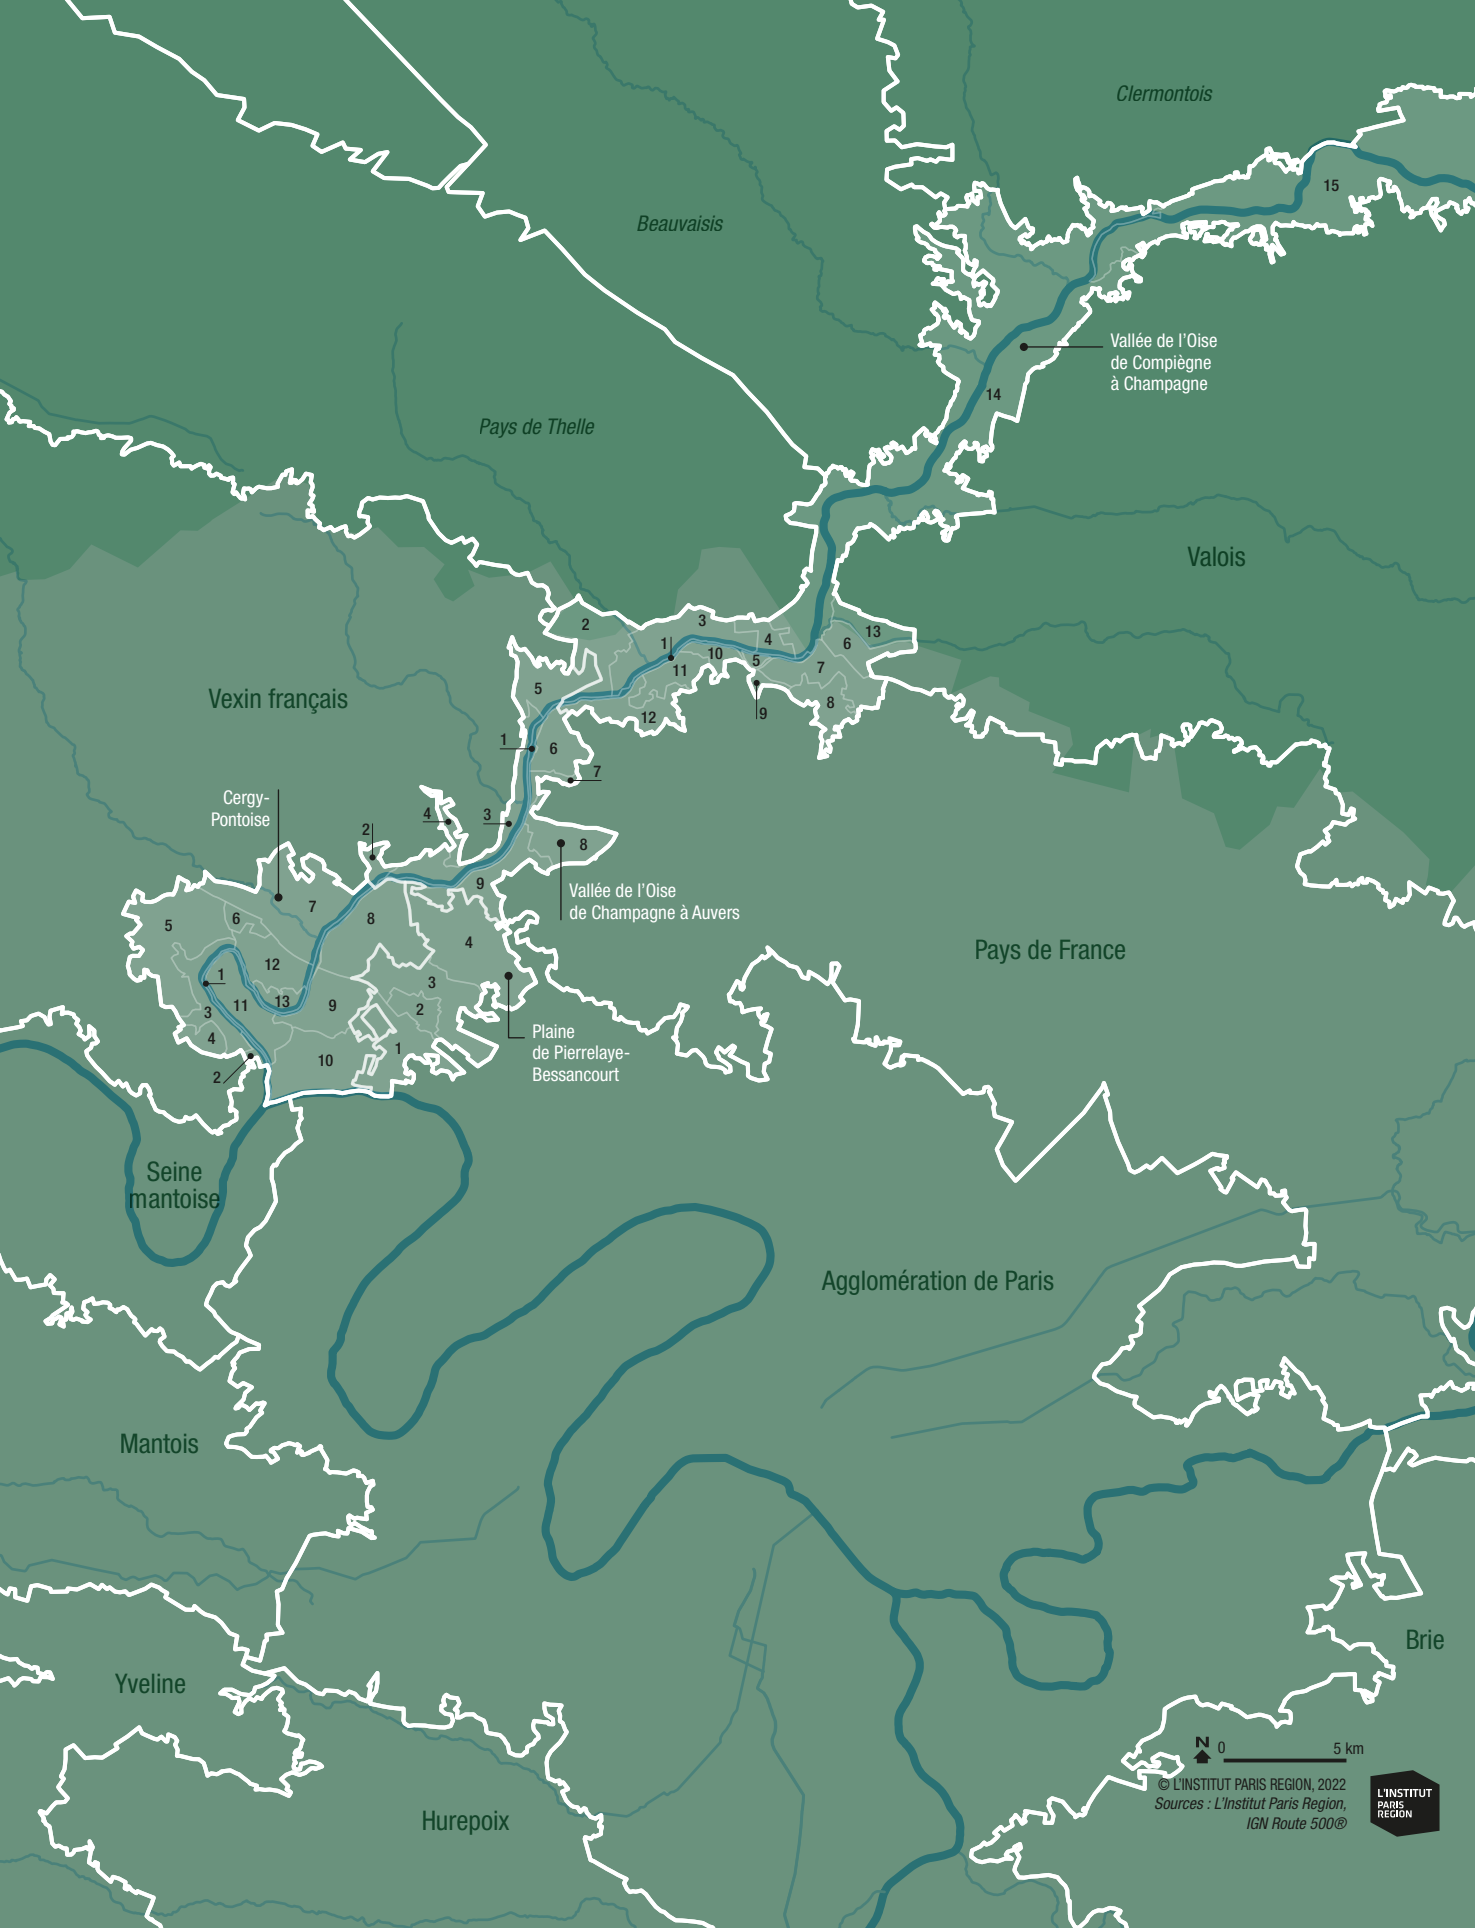 Clermontois
15
Beauvaisis
Vallée de l’Oise
de Compiègne
à Champagne
14
Pays de Thelle
Valois
2
3
13
4
6
1
10
5
7
11
5
8
12
9
Vexin français
1
6
7
Cergy-
Pontoise
4
3
2
8
9
Vallée de l’Oise
de Champagne à Auvers
7
8
6
5
4
Pays de France
12
1
3
13
11
9
2
3
4
Plaine
de Pierrelaye-
Bessancourt
1
10
2
Seine
mantoise
Agglomération de Paris
Mantois
Brie
Yveline
N
0
5 km
© L’INSTITUT PARIS REGION, 2022
Sources : L’Institut Paris Region,
IGN Route 500®
L’INSTITUT
PARIS
REGION
Hurepoix